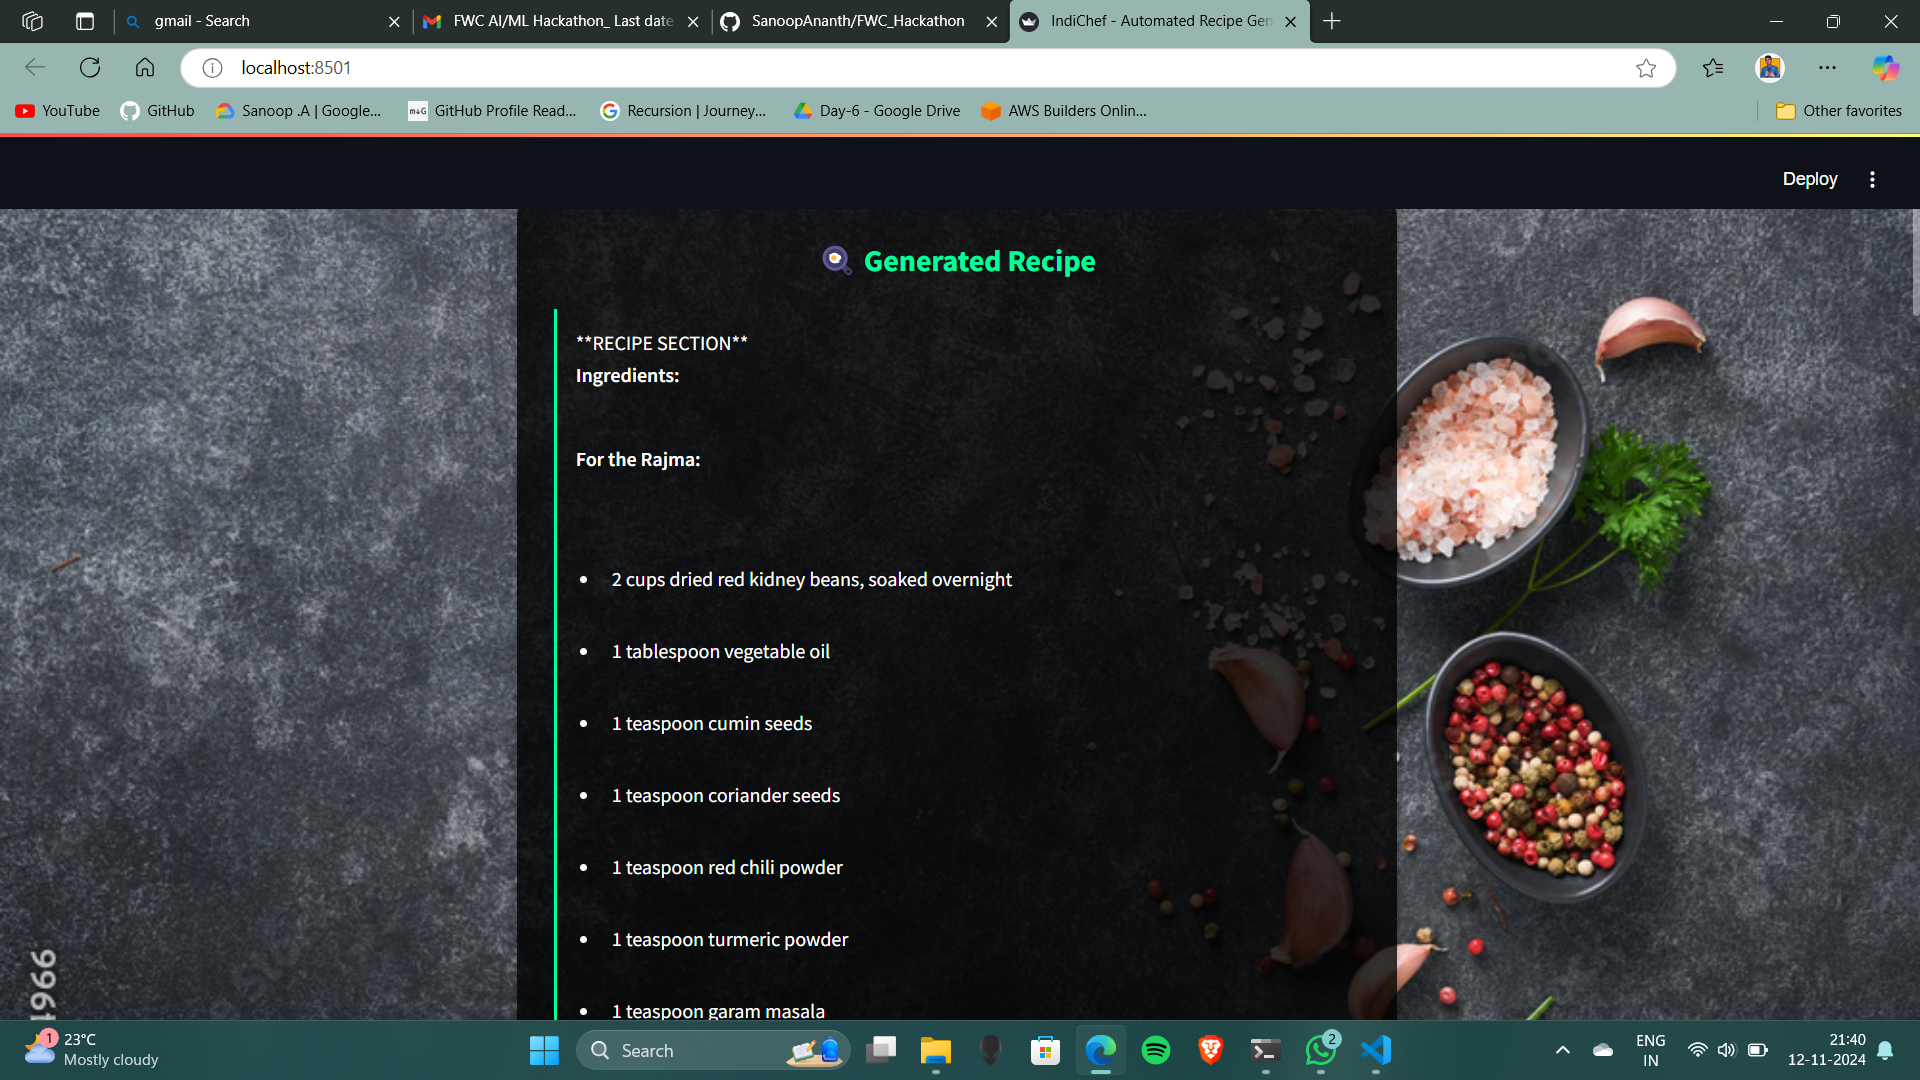 gmail - Search
FWC AI/ML Hackathon_ Last date
SanoopAnanth/FWC_Hackathon
IndiChef - Automated Recipe Gen
localhost:8501
YouTube
GitHub
Sanoop .A | Google...
GitHub Profile Read...
Recursion | Journey...
Day-6 - Google Drive
AWS Builders Onlin...
Other favorites
Deploy
Generated Recipe
**RECIPE SECTION**
Ingredients:
For the Rajma:
2 cups dried red kidney beans, soaked overnight
1 tablespoon vegetable oil
1 teaspoon cumin seeds
1 teaspoon coriander seeds
1 teaspoon red chili powder
1 teaspoon turmeric powder
1 teaspoon garam masala
1
23°C
Mostly cloudy
Search
2
ENG
IN
21:40
12-11-2024